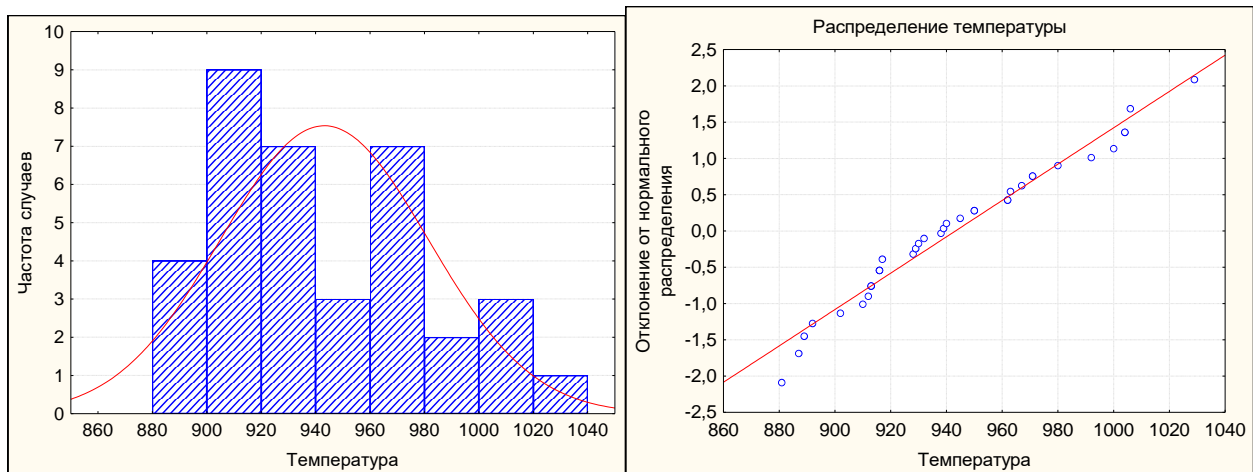 10
9
8
7
6
5
4
3
2
1
0
Частота случаев
860 880 900 920 940 960 980 1000 1020 1040
Температура
Распределение температуры
2,5
2,0
1,5
1,0
0,5
0,0
-0,5
-1,0
-1,5
-2,0
-2,5
Отклонение от нормального
распределения
860 880 900 920 940 960 980 1000 1020 1040
Температура